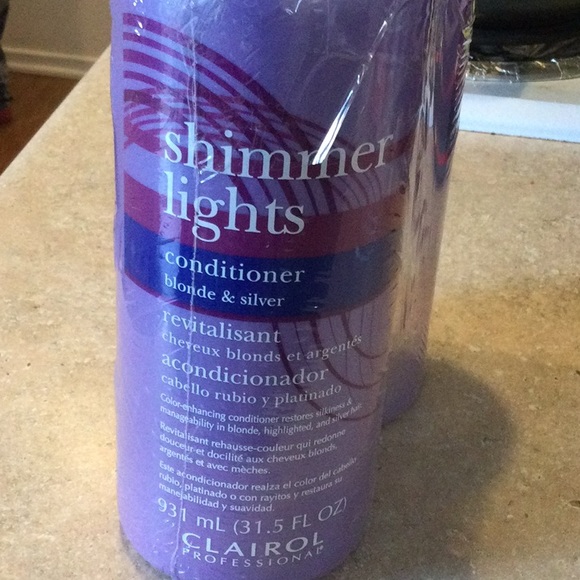 shimmer
lights
conditioner
blonde & silver
revitalisant
cheveux blonds et argentés
acondicionador
cabello rubio y platinado
Color-enhancing conditioner restores silkiness &
manageability in blonde, highlighted, and silver hair.
Revitalisant rehausse-couleur qui redonne
douceur et docilité aux cheveux blonds,
argentés et avec mèches.
Este acondicionador realza el color del cabello
rubio, platinado o con rayitos y restaura su
manejabilidad y suavidad.
931 mL (31.5 FL OZ)
CLAIROL
PROFESSIONAL